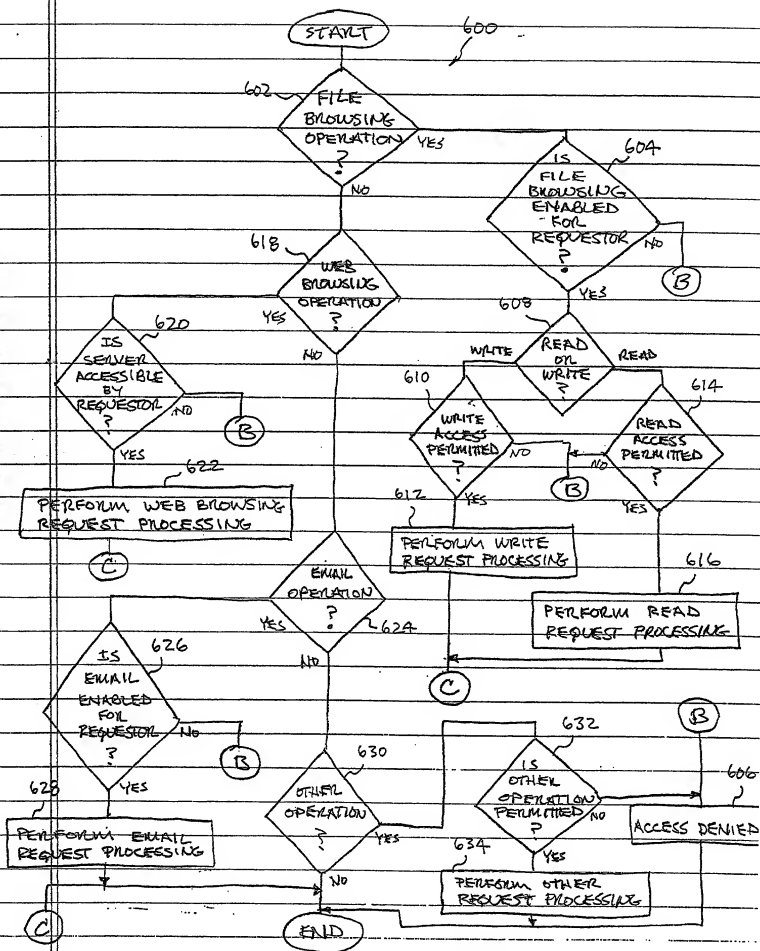 START
600
602
FILE
BROWSING
OPERATION
?
YES
NO
604
IS
FILE
BROWSING
ENABLED
FOR
REQUESTOR
?
NO
B
YES
618
WEB
BROWSING
OPERATION
?
YES
NO
608
READ
OR
WRITE
?
WRITE
READ
620
IS
SERVER
ACCESSIBLE
BY
REQUESTOR
?
NO
B
YES
610
WRITE
ACCESS
PERMITTED
?
NO
YES
614
READ
ACCESS
PERMITTED
?
NO
YES
B
622
PERFORM WEB BROWSING
REQUEST PROCESSING
C
612
PERFORM WRITE
REQUEST PROCESSING
616
PERFORM READ
REQUEST PROCESSING
C
EMAIL
OPERATION
?
624
YES
NO
626
IS
EMAIL
ENABLED
FOR
REQUESTOR
?
NO
B
YES
628
PERFORM EMAIL
REQUEST PROCESSING
C
630
OTHER
OPERATION
?
YES
NO
632
IS
OTHER
OPERATION
PERMITTED
?
NO
YES
634
PERFORM OTHER
REQUEST PROCESSING
B
606
ACCESS DENIED
END